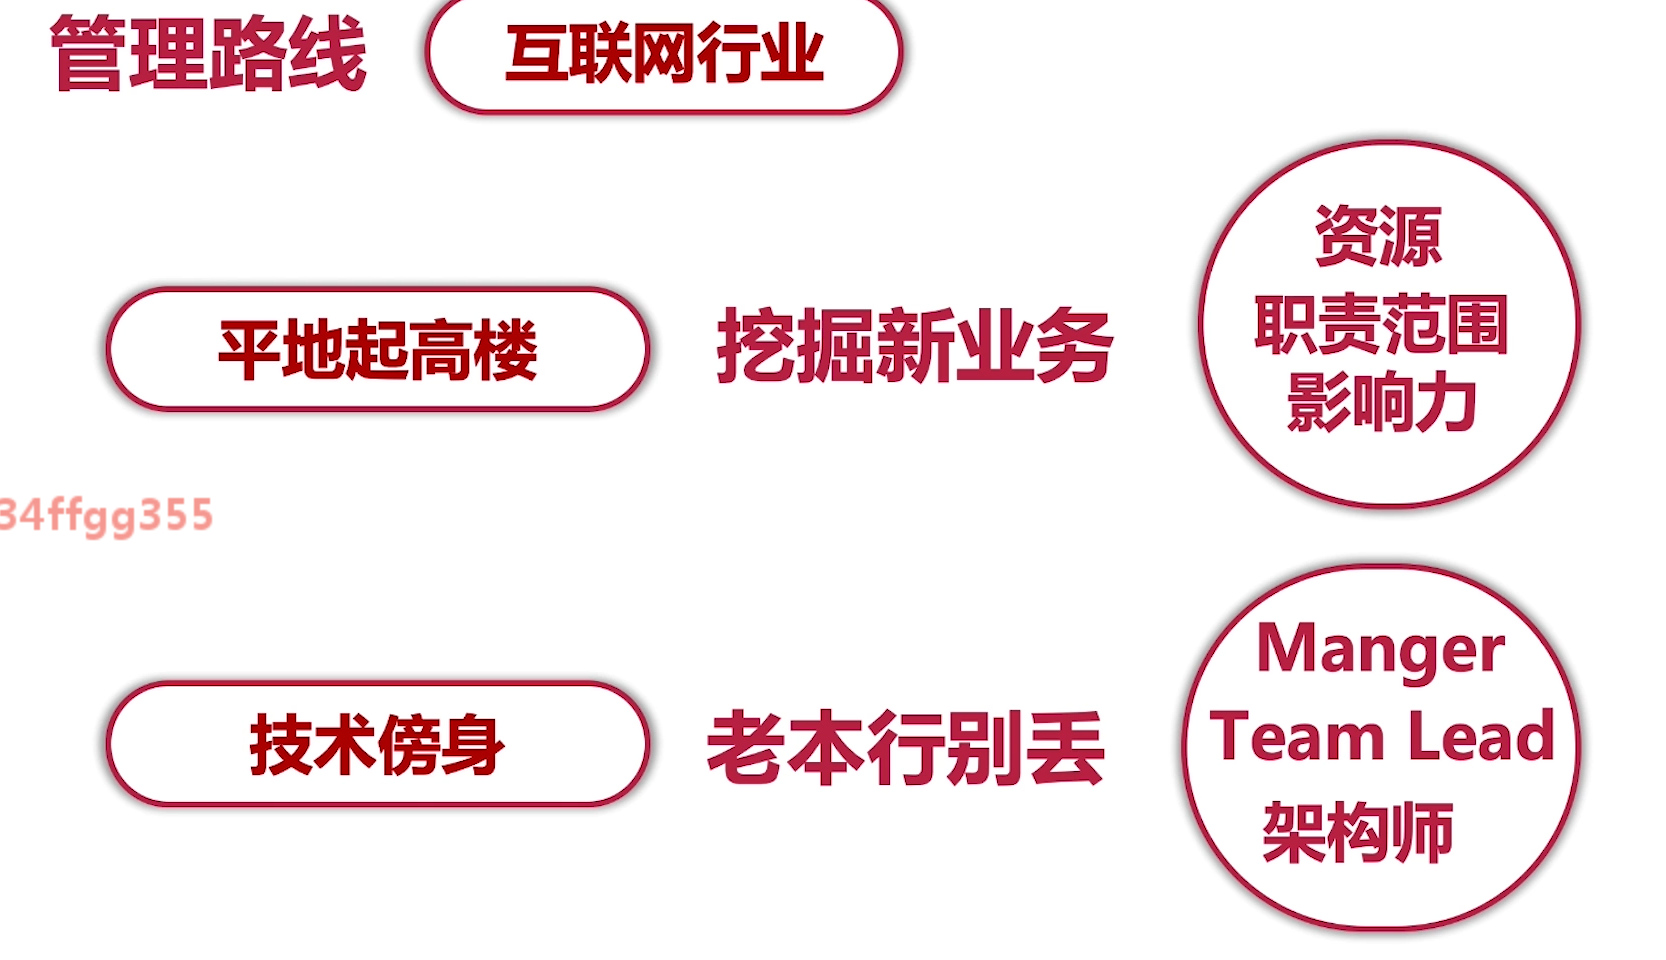 管理路线
互联网行业
平地起高楼
挖掘新业务
资源
职责范围
影响力
34ffgg355
技术傍身
老本行别丢
Manger
Team Lead
架构师